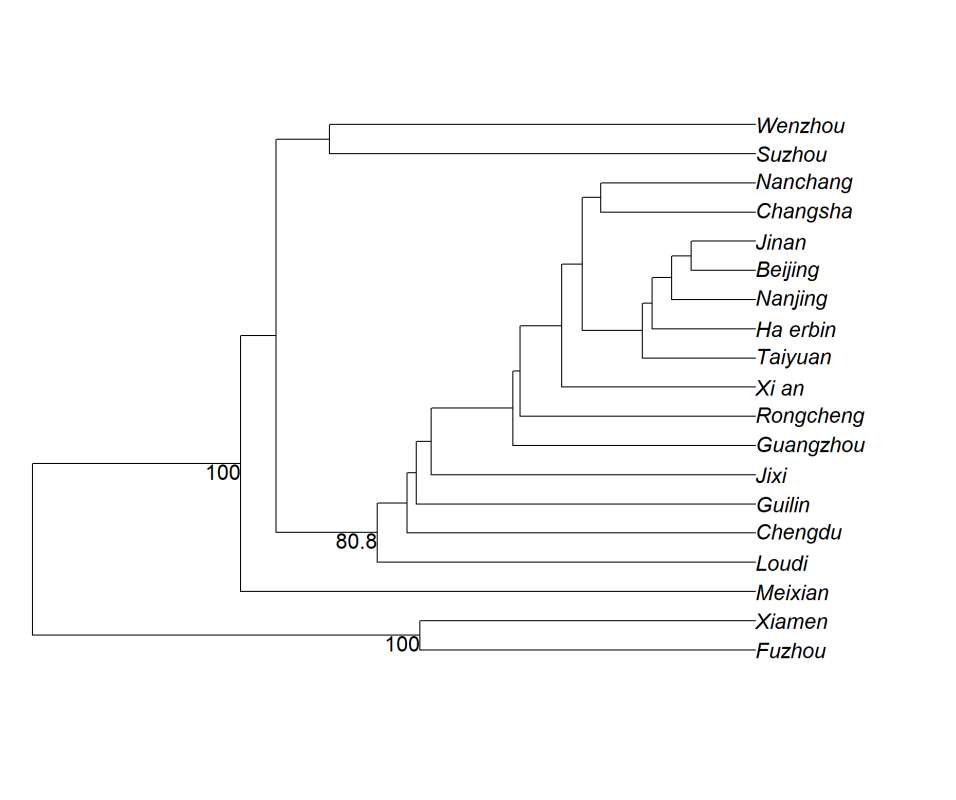 Wenzhou
Suzhou
Nanchang
Changsha
Jinan
Beijing
Nanjing
Ha erbin
Taiyuan
Xi an
Rongcheng
Guangzhou
100
Jixi
Guilin
Chengdu
80.8
Loudi
Meixian
Xiamen
100
Fuzhou